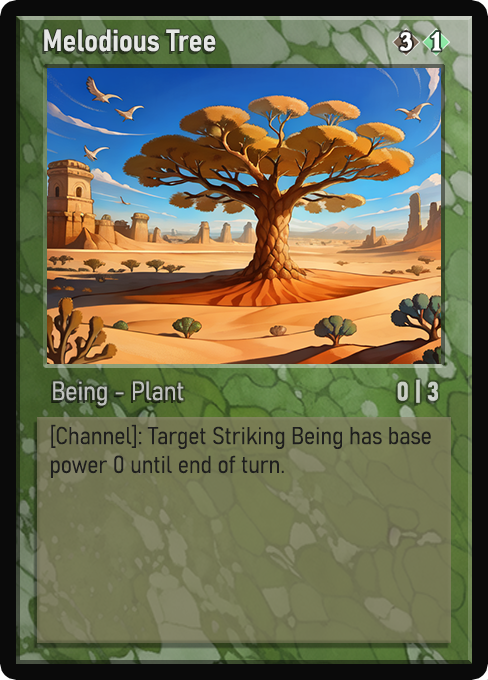 Melodious Tree 3 1
Being - Plant 0|3
[Channel]: Target Striking Being has base
power 0 until end of turn.